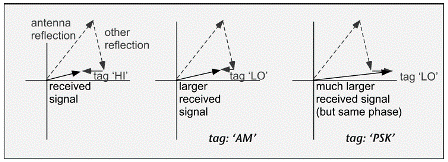 antenna
reflection
other
reflection
tag 'HI'
received
signal
tag 'LO'
larger
received
signal
tag: 'AM'
tag 'LO'
much larger
received signal
(but same phase)
tag: 'PSK'